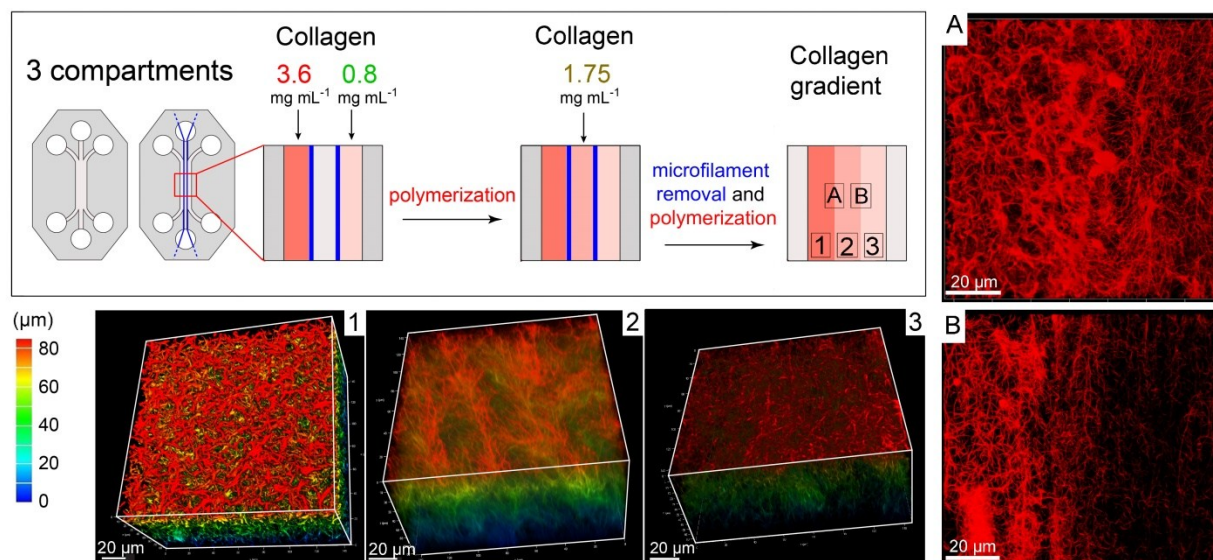 3 compartments
Collagen
3.6
0.8
mg mL-1
mg mL-1
polymerization
Collagen
1.75
mg mL-1
microfilament
removal and
polymerization
Collagen
gradient
A
B
1
2
3
A
20 µm
(µm)
80
60
40
20
0
1
20 µm
2
20 µm
3
20 µm
B
20 µm